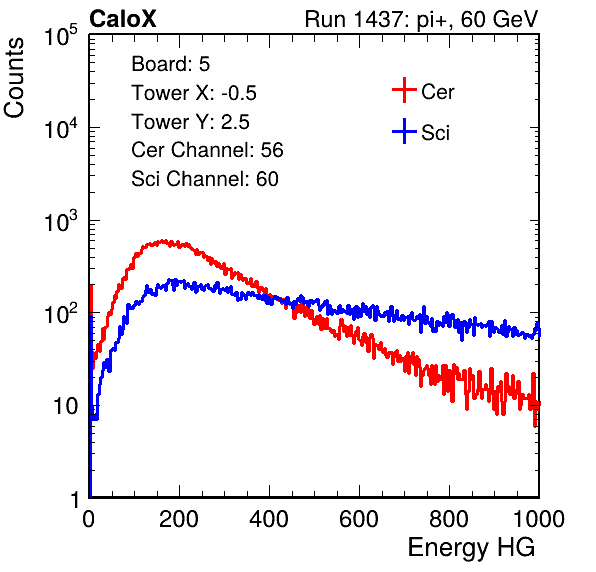 CaloX Run 1437: pi+, 60 GeV
Counts
10^5
10^4
10^3
10^2
10
1
Board: 5
Tower X: -0.5
Tower Y: 2.5
Cer Channel: 56
Sci Channel: 60
Cer
Sci
0 200 400 600 800 1000
Energy HG